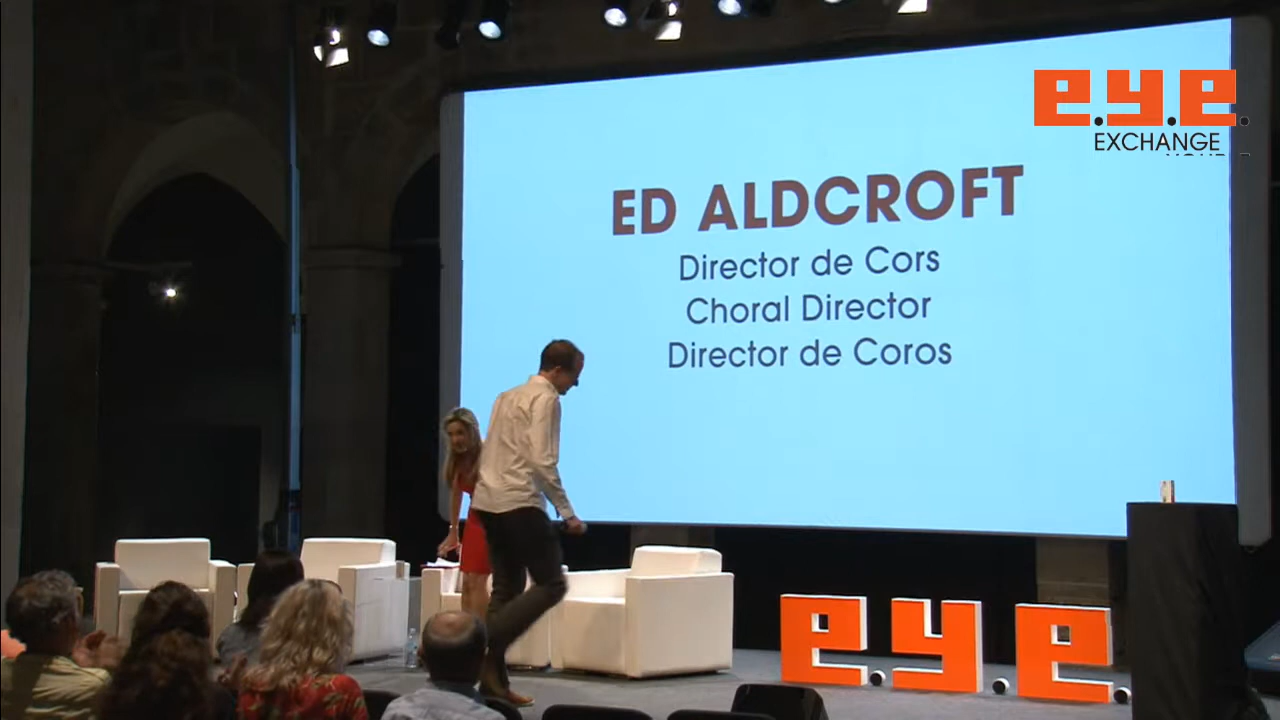 e.y.e.
EXCHANGE
ED ALDCROFT
Director de Cors
Choral Director
Director de Coros
e.y.e.